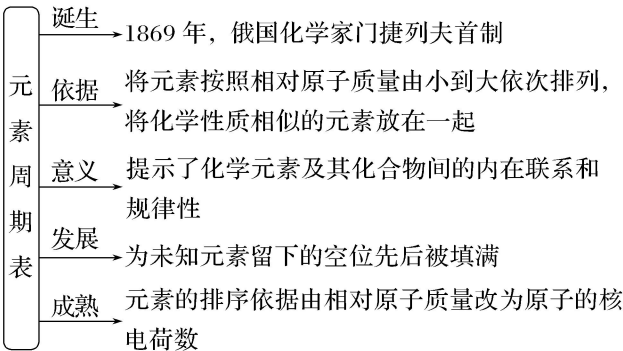 元素周期表
诞生
1869 年，俄国化学家门捷列夫首制
依据
将元素按照相对原子质量由小到大依次排列，
将化学性质相似的元素放在一起
意义
提示了化学元素及其化合物间的内在联系和
规律性
发展
为未知元素留下的空位先后被填满
成熟
元素的排序依据由相对原子质量改为原子的核
电荷数